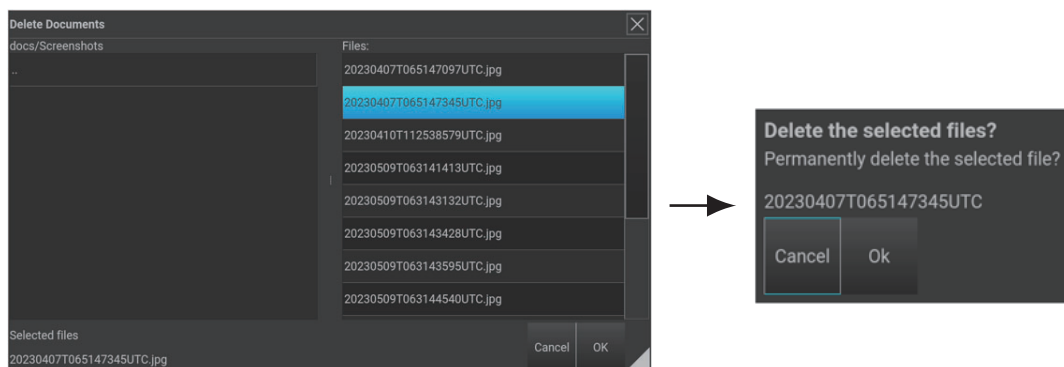 Delete Documents
docs/Screenshots
..
Files:
20230407T065147097UTC.jpg
20230407T065147345UTC.jpg
20230410T112538579UTC.jpg
20230509T063141413UTC.jpg
20230509T063143132UTC.jpg
20230509T063143428UTC.jpg
20230509T063143595UTC.jpg
20230509T063144540UTC.jpg
Selected files
20230407T065147345UTC.jpg
Cancel OK
Delete the selected files?
Permanently delete the selected file?
20230407T065147345UTC
Cancel Ok